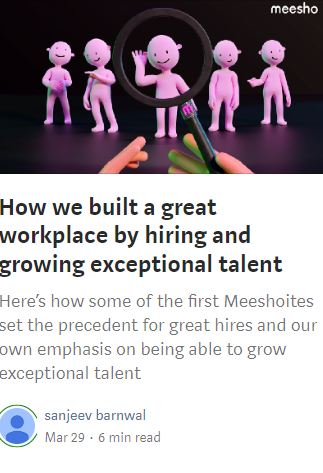 meesho
How we built a great
workplace by hiring and
growing exceptional talent
Here’s how some of the first Meeshoites
set the precedent for great hires and our
own emphasis on being able to grow
exceptional talent
sanjeev barnwal
Mar 29 · 6 min read